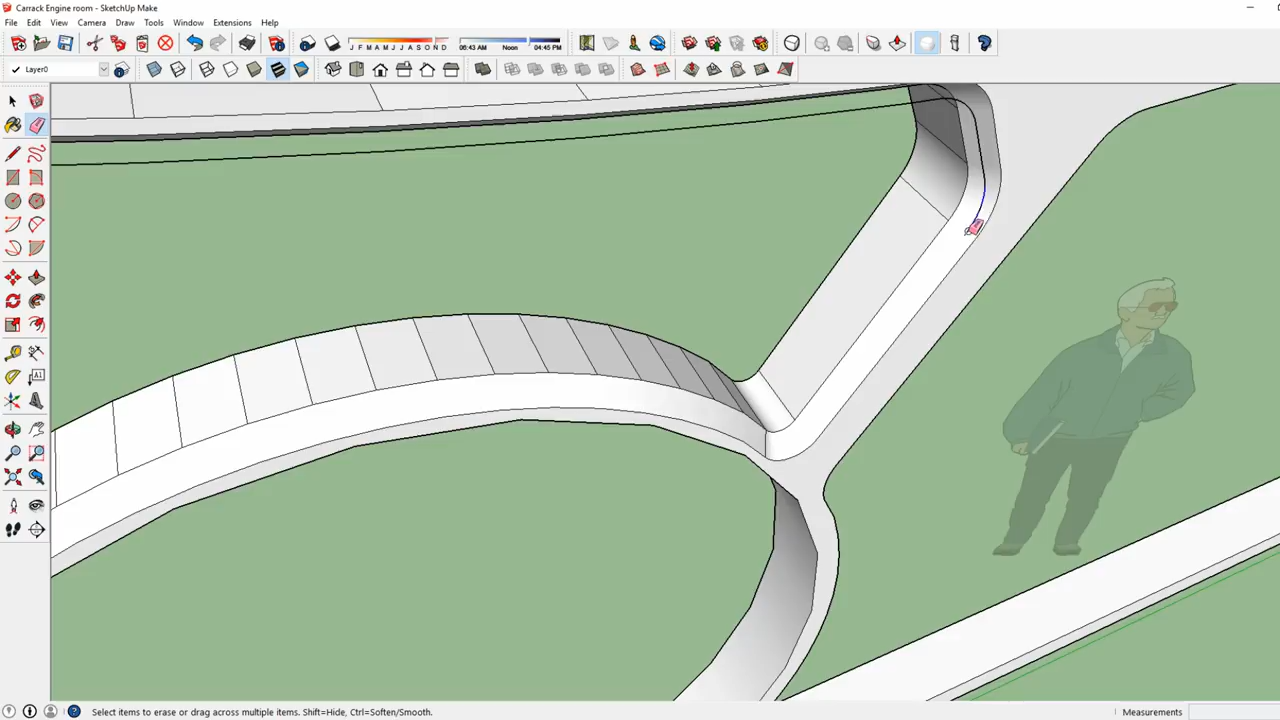 Carrack Engine room - SketchUp Make
File Edit View Camera Draw Tools Window Extensions Help
J F M A M J J A S O N D 06:43 AM Noon 04:45 PM
Layer0
A1
Select items to erase or drag across multiple items. Shift=Hide, Ctrl=Soften/Smooth. Measurements